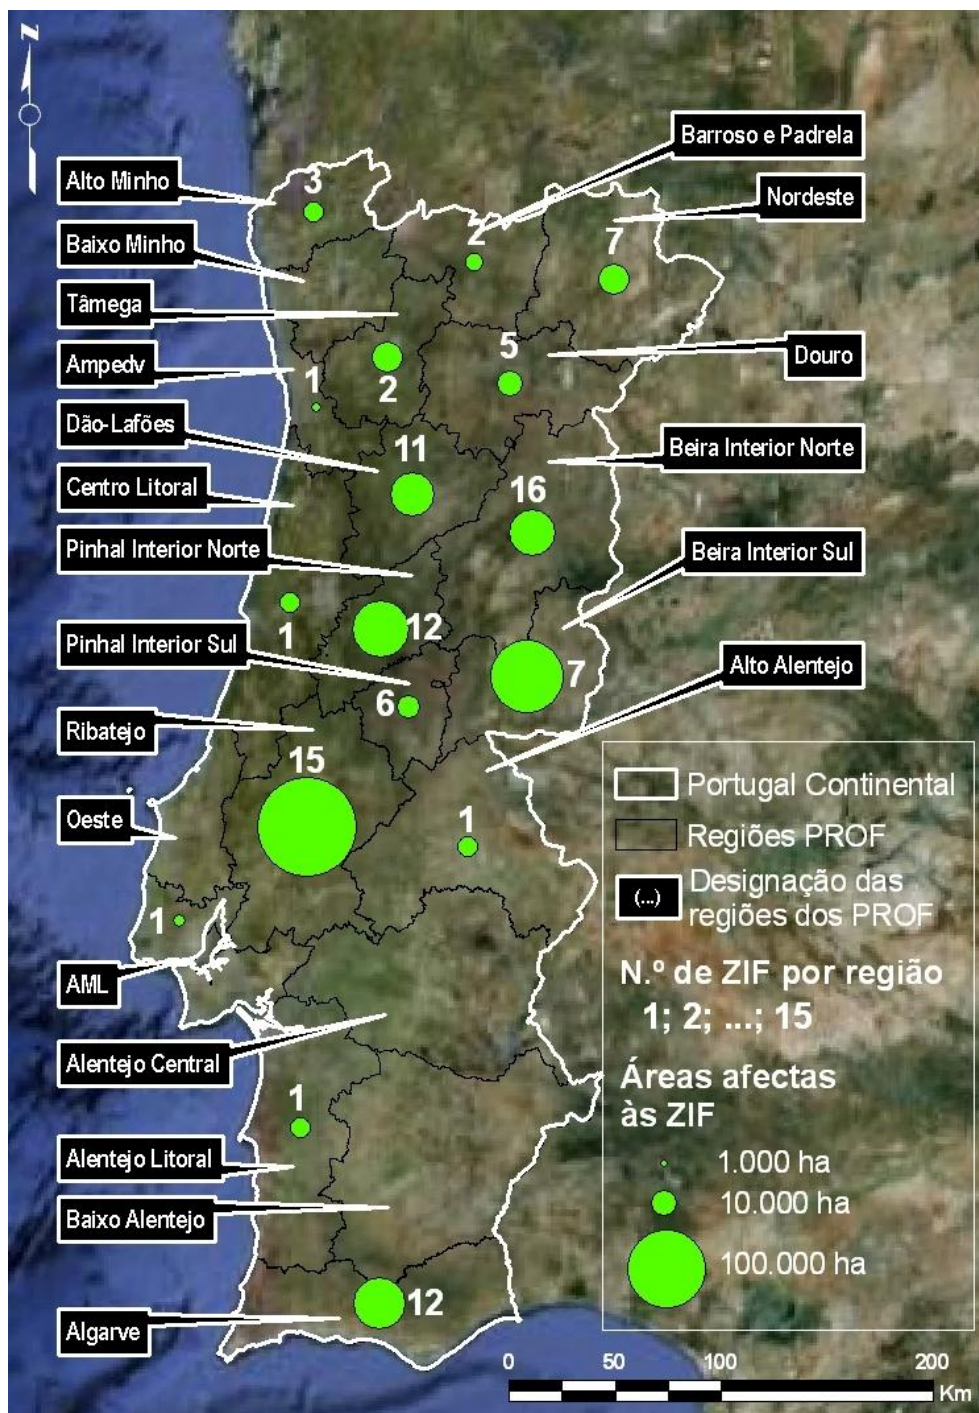 N
Barroso e Padrela
Alto Minho
3
Nordeste
Baixo Minho
2
7
Tâmega
5
Douro
Ampedv
1
2
Dão-Lafões
11
Beira Interior Norte
Centro Litoral
16
Pinhal Interior Norte
Beira Interior Sul
1
12
Pinhal Interior Sul
7
Alto Alentejo
6
Ribatejo
15
Oeste
1
1
AML
Alentejo Central
1
Alentejo Litoral
Baixo Alentejo
12
Algarve
Portugal Continental
Regiões PROF
(...)
Designação das
regiões dos PROF
N.º de ZIF por região
1; 2; ...; 15
Áreas afectas
às ZIF
1.000 ha
10.000 ha
100.000 ha
0 50 100 200
Km